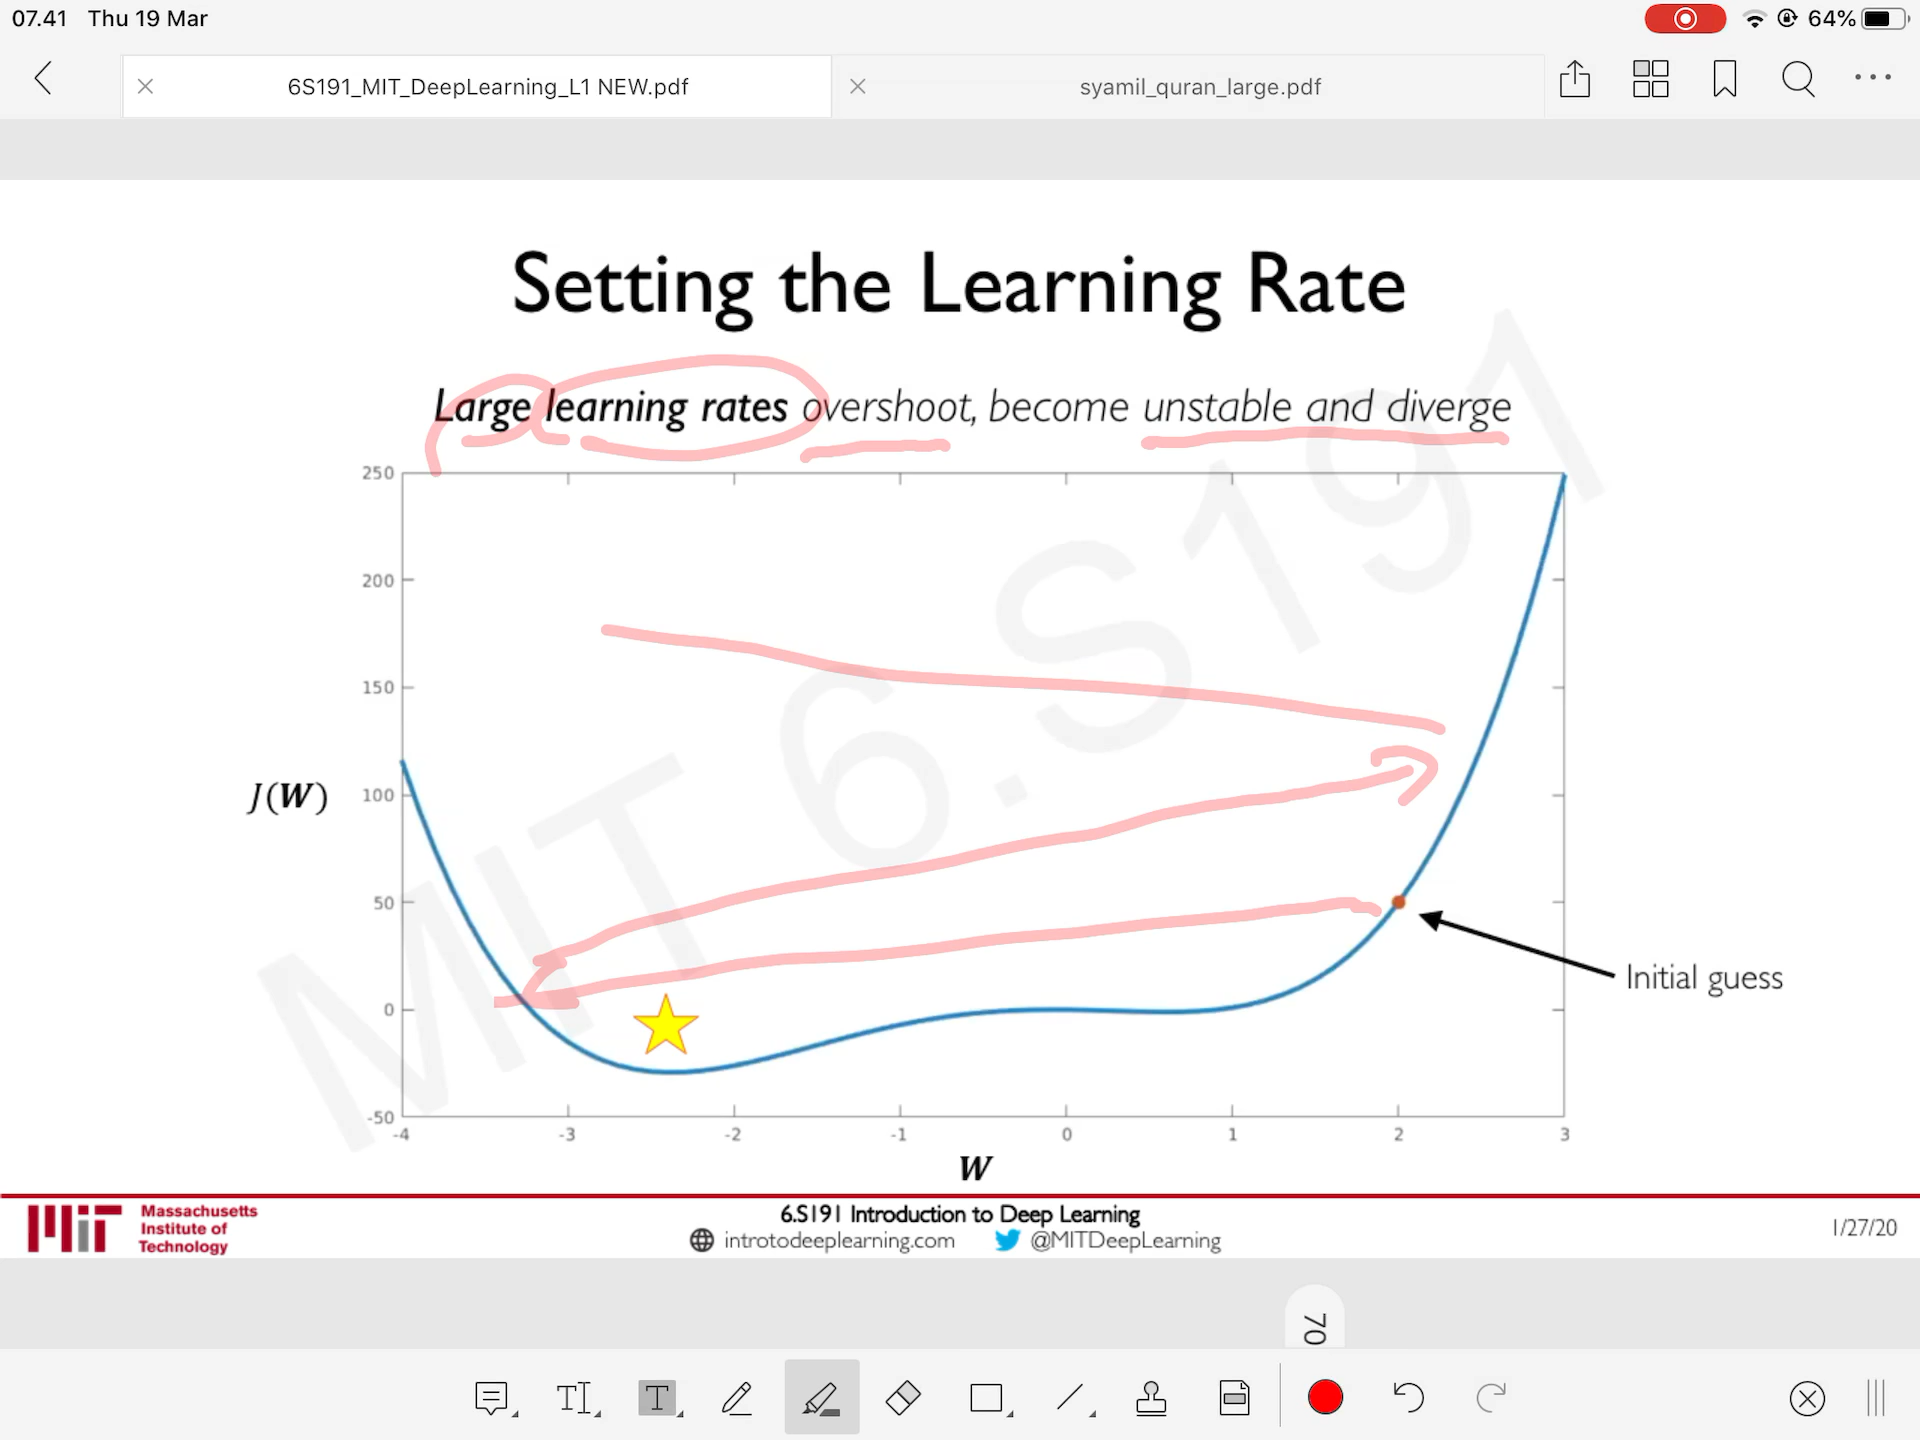 07.41 Thu 19 Mar
64%
6S191_MIT_DeepLearning_L1 NEW.pdf
syamil_quran_large.pdf
Setting the Learning Rate
Large learning rates overshoot, become unstable and diverge
MIT 6.S191
250
200
150
100
50
0
-50
J(W)
Initial guess
-4 -3 -2 -1 0 1 2 3
W
Massachusetts
Institute of
Technology
6.S191 Introduction to Deep Learning
introtodeeplearning.com @MITDeepLearning
1/27/20
70